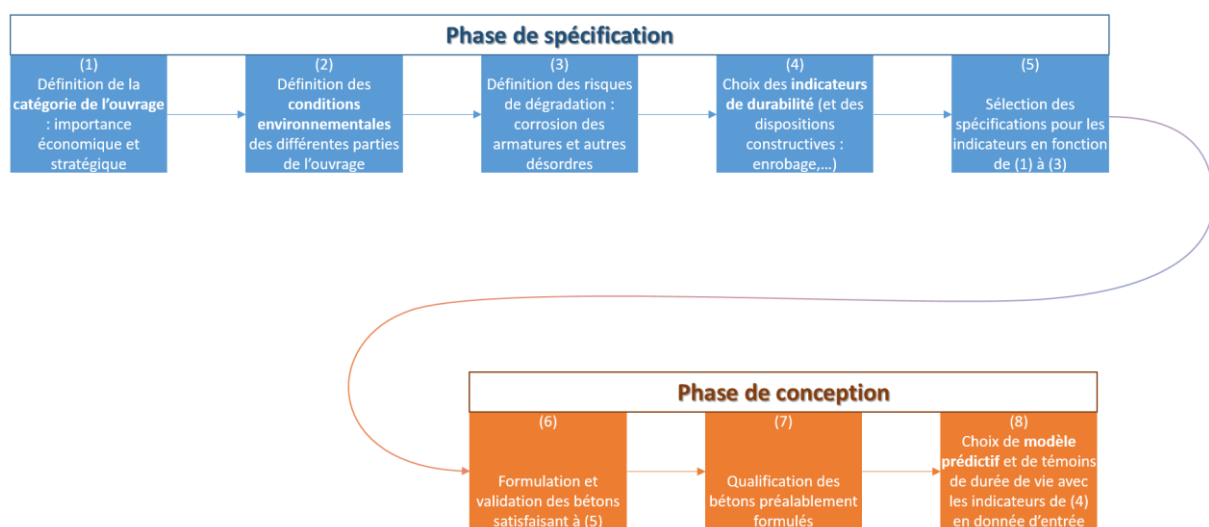 Phase de spécification
(1)
Définition de la
catégorie de l'ouvrage
: importance
économique et
stratégique
(2)
Définition des
conditions
environnementales
des différentes parties
de l'ouvrage
(3)
Définition des risques
de dégradation :
corrosion des
armatures et autres
désordres
(4)
Choix des indicateurs
de durabilité (et des
dispositions
constructives :
enrobage,...)
(5)
Sélection des
spécifications pour les
indicateurs en fonction
de (1) à (3)
Phase de conception
(6)
Formulation et
validation des bétons
satisfaisant à (5)
(7)
Qualification des
bétons préalablement
formulés
(8)
Choix de modèle
prédictif et de témoins
de durée de vie avec
les indicateurs de (4)
en donnée d'entrée